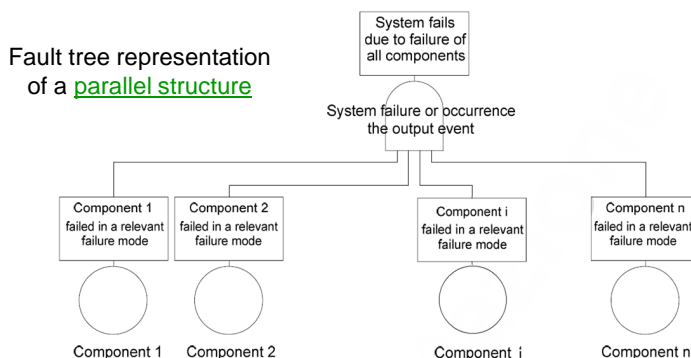 Fault tree representation
of a parallel structure
System fails
due to failure of
all components
System failure or occurrence
the output event
Component 1
failed in a relevant
failure mode
Component 2
failed in a relevant
failure mode
Component i
failed in a relevant
failure mode
Component n
failed in a relevant
failure mode
Component 1
Component 2
Component i
Component n